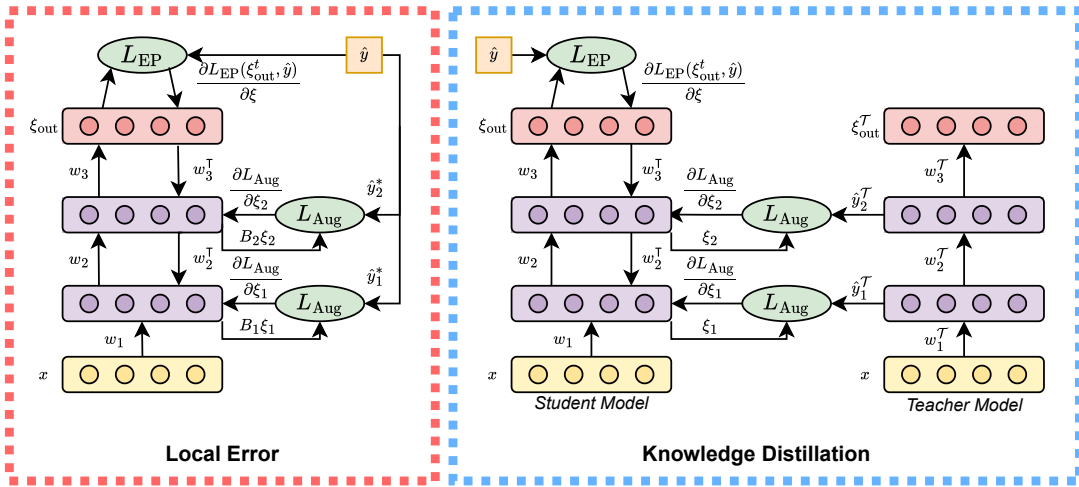 L_EP
ŷ
∂L_EP(ξ^t_out, ŷ)
∂ξ
ξ_out
w_3
w_3^⊤
∂L_Aug
∂ξ_2
L_Aug
ŷ_2^*
B_2ξ_2
w_2
w_2^⊤
∂L_Aug
∂ξ_1
L_Aug
ŷ_1^*
B_1ξ_1
w_1
x
Local Error
ŷ
L_EP
∂L_EP(ξ^t_out, ŷ)
∂ξ
ξ_out
ξ_out^𝒯
w_3
w_3^⊤
w_3^𝒯
∂L_Aug
∂ξ_2
L_Aug
ŷ_2^𝒯
ξ_2
w_2
w_2^⊤
w_2^𝒯
∂L_Aug
∂ξ_1
L_Aug
ŷ_1^𝒯
ξ_1
w_1
w_1^𝒯
x
x
Student Model
Teacher Model
Knowledge Distillation